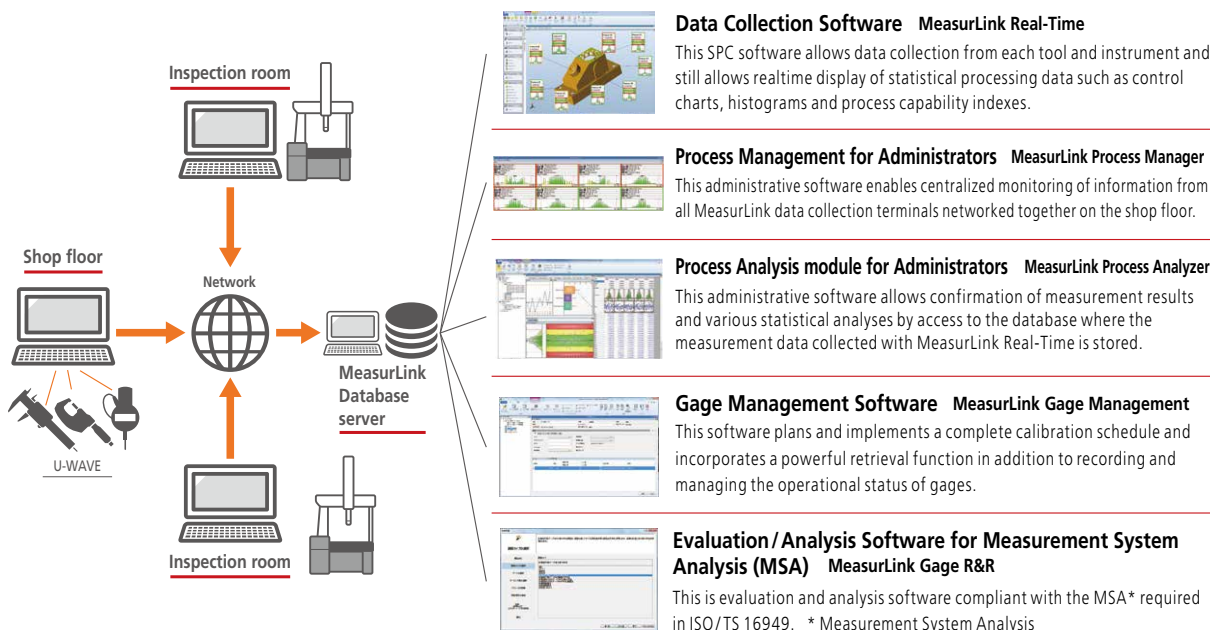 Inspection room
Shop floor
Network
MeasurLink
Database
server
U-WAVE
Inspection room
Data Collection Software MeasurLink Real-Time
This SPC software allows data collection from each tool and instrument and
still allows realtime display of statistical processing data such as control
charts, histograms and process capability indexes.
Process Management for Administrators MeasurLink Process Manager
This administrative software enables centralized monitoring of information from
all MeasurLink data collection terminals networked together on the shop floor.
Process Analysis module for Administrators MeasurLink Process Analyzer
This administrative software allows confirmation of measurement results
and various statistical analyses by access to the database where the
measurement data collected with MeasurLink Real-Time is stored.
Gage Management Software MeasurLink Gage Management
This software plans and implements a complete calibration schedule and
incorporates a powerful retrieval function in addition to recording and
managing the operational status of gages.
Evaluation/Analysis Software for Measurement System
Analysis (MSA) MeasurLink Gage R&R
This is evaluation and analysis software compliant with the MSA* required
in ISO/TS 16949. * Measurement System Analysis